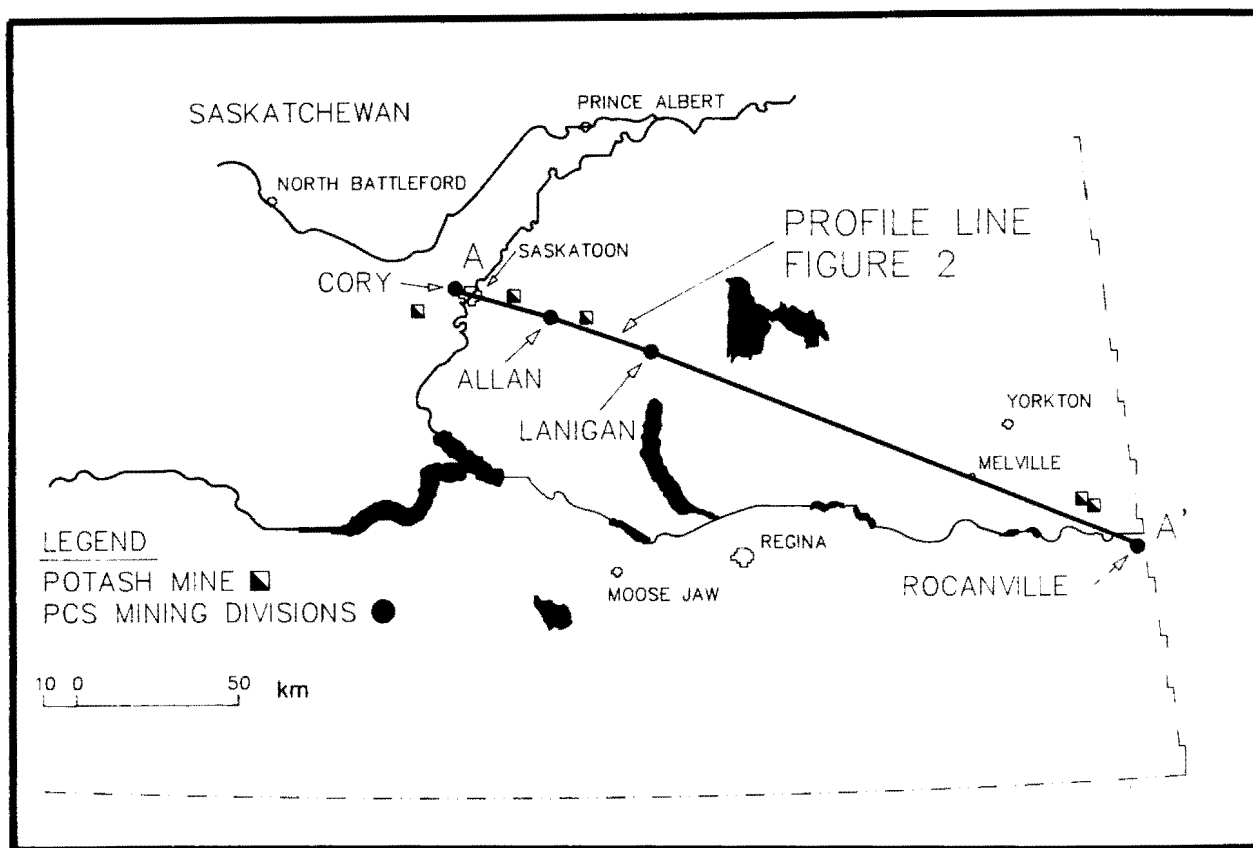 SASKATCHEWAN
PRINCE ALBERT
NORTH BATTLEFORD
PROFILE LINE
FIGURE 2
A
SASKATOON
CORY
ALLAN
LANIGAN
YORKTON
MELVILLE
A'
REGINA
MOOSE JAW
ROCANVILLE
LEGEND
POTASH MINE
PCS MINING DIVISIONS
10 0 50 km